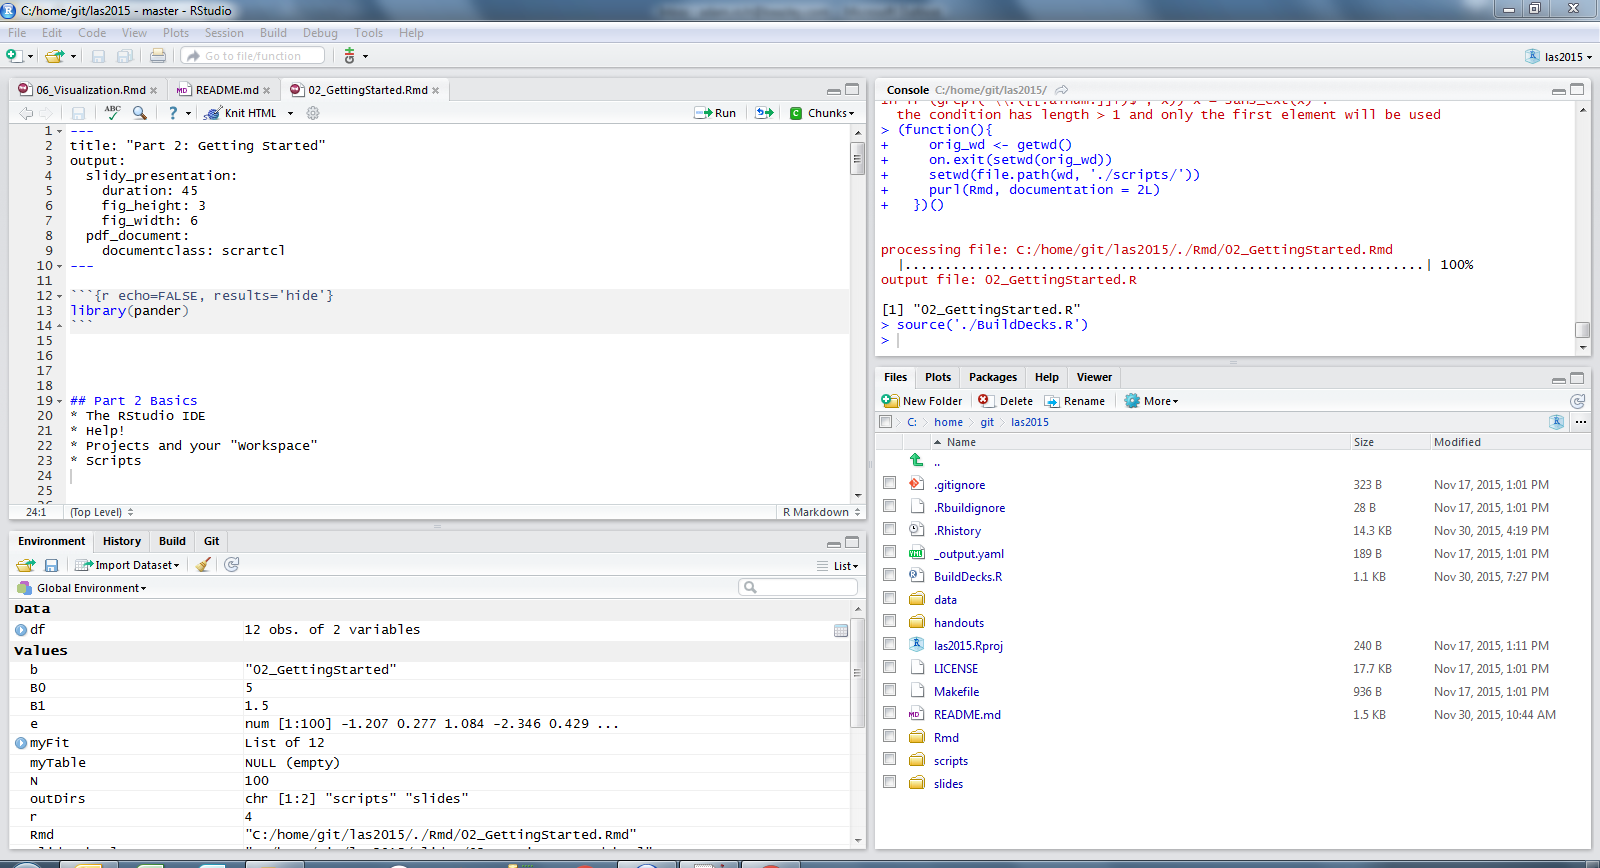 C:/home/git/las2015 - master - RStudio
File Edit Code View Plots Session Build Debug Tools Help
Go to file/function
las2015
06_Visualization.Rmd
README.md
02_GettingStarted.Rmd
ABC
Knit HTML
Run
Chunks
1 ---
2 title: "Part 2: Getting Started"
3 output:
4 slidy_presentation:
5 duration: 45
6 fig_height: 3
7 fig_width: 6
8 pdf_document:
9 documentclass: scrartcl
10 ---
11
12 ```{r echo=FALSE, results='hide'}
13 library(pander)
14 ```
15
16
17
18
19 ## Part 2 Basics
20 * The RStudio IDE
21 * Help!
22 * Projects and your "Workspace"
23 * Scripts
24
25
24:1 (Top Level) R Markdown
Environment History Build Git
Import Dataset List
Global Environment
Data
df 12 obs. of 2 variables
Values
b "02_GettingStarted"
B0 5
B1 1.5
e num [1:100] -1.207 0.277 1.084 -2.346 0.429 ...
myFit List of 12
myTable NULL (empty)
N 100
outDirs chr [1:2] "scripts" "slides"
r 4
Rmd "C:/home/git/las2015/./Rmd/02_GettingStarted.Rmd"
Console C:/home/git/las2015/
the condition has length > 1 and only the first element will be used
> (function(){
+ orig_wd <- getwd()
+ on.exit(setwd(orig_wd))
+ setwd(file.path(wd, './scripts/'))
+ purl(Rmd, documentation = 2L)
+ })()
processing file: C:/home/git/las2015/./Rmd/02_GettingStarted.Rmd
|.................................................................| 100%
output file: 02_GettingStarted.R
[1] "02_GettingStarted.R"
> source('./BuildDecks.R')
>
Files Plots Packages Help Viewer
New Folder Delete Rename More
C: home git las2015
Name Size Modified
..
.gitignore 323 B Nov 17, 2015, 1:01 PM
.Rbuildignore 28 B Nov 17, 2015, 1:01 PM
.Rhistory 14.3 KB Nov 30, 2015, 4:19 PM
_output.yaml 189 B Nov 17, 2015, 1:01 PM
BuildDecks.R 1.1 KB Nov 30, 2015, 7:27 PM
data
handouts
las2015.Rproj 240 B Nov 17, 2015, 1:11 PM
LICENSE 17.7 KB Nov 17, 2015, 1:01 PM
Makefile 936 B Nov 17, 2015, 1:01 PM
README.md 1.5 KB Nov 30, 2015, 10:44 AM
Rmd
scripts
slides